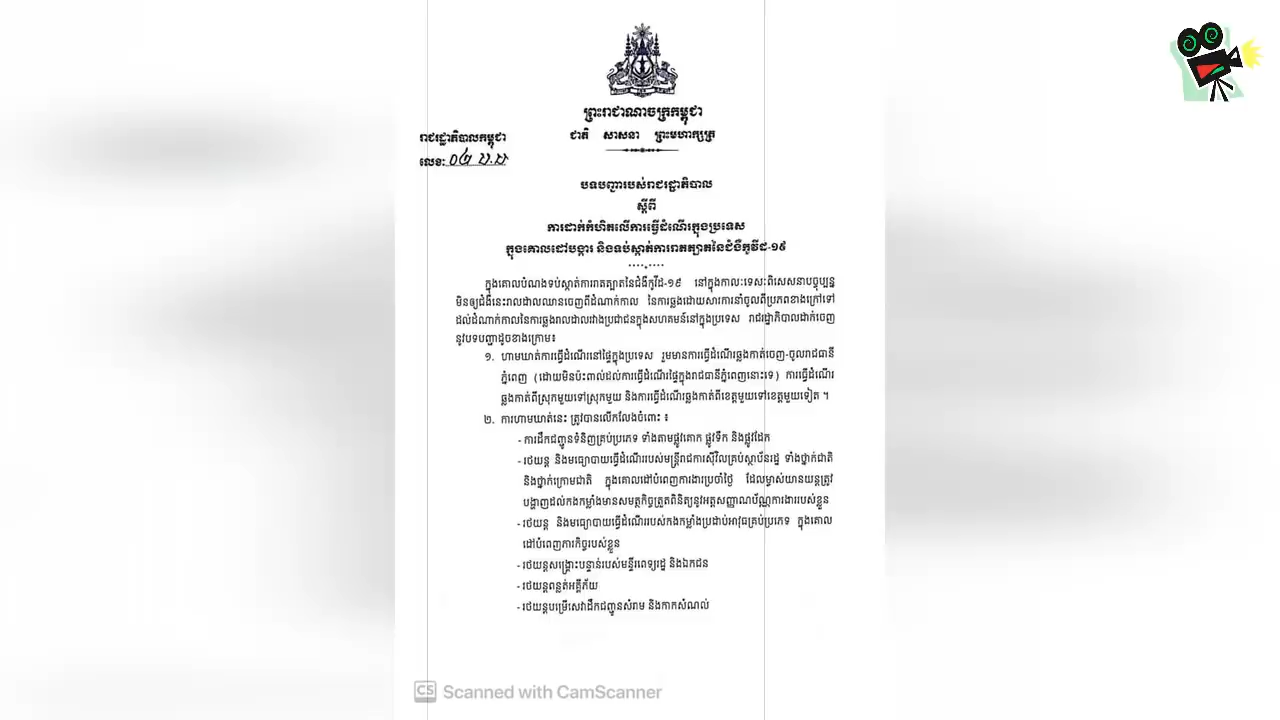 ព្រះរាជាណាចក្រកម្ពុជា
ជាតិ សាសនា ព្រះមហាក្សត្រ
រាជរដ្ឋាភិបាលកម្ពុជា
លេខ: ០៤ ប.ប
បទបញ្ជារបស់រាជរដ្ឋាភិបាល
ស្តីពី
ការដាក់កំហិតលើការធ្វើដំណើរក្នុងប្រទេស
ក្នុងគោលដៅបង្ការ និងទប់ស្កាត់ការរាតត្បាតនៃជំងឺកូវីដ-១៩
ក្នុងគោលបំណងទប់ស្កាត់ការរាតត្បាតនៃជំងឺកូវីដ-១៩ នៅក្នុងកាលៈទេសៈពិសេសនាបច្ចុប្បន្ន
មិនឲ្យជំងឺនេះរាលដាលឈានចេញពីដំណាក់កាល នៃការឆ្លងដោយសារការនាំចូលពីប្រភពខាងក្រៅទៅ
ដល់ដំណាក់កាលនៃការឆ្លងរាលដាលរវាងប្រជាជនក្នុងសហគមន៍នៅក្នុងប្រទេស រាជរដ្ឋាភិបាលដាក់ចេញ
នូវបទបញ្ជាដូចខាងក្រោម៖
១. ហាមឃាត់ការធ្វើដំណើរនៅផ្ទៃក្នុងប្រទេស រួមមានការធ្វើដំណើរឆ្លងកាត់ចេញ-ចូលរាជធានី
ភ្នំពេញ (ដោយមិនប៉ះពាល់ដល់ការធ្វើដំណើរផ្ទៃក្នុងរាជធានីភ្នំពេញនោះទេ) ការធ្វើដំណើរ
ឆ្លងកាត់ពីស្រុកមួយទៅស្រុកមួយ និងការធ្វើដំណើរឆ្លងកាត់ពីខេត្តមួយទៅខេត្តមួយទៀត ។
២. ការហាមឃាត់នេះ ត្រូវបានលើកលែងចំពោះ ៖
- ការដឹកជញ្ជូនទំនិញគ្រប់ប្រភេទ ទាំងតាមផ្លូវគោក ផ្លូវទឹក និងផ្លូវដែក
- រថយន្ត និងមធ្យោបាយធ្វើដំណើររបស់មន្ត្រីរាជការស៊ីវិលគ្រប់ស្ថាប័នរដ្ឋ ទាំងថ្នាក់ជាតិ
និងថ្នាក់ក្រោមជាតិ ក្នុងគោលដៅបំពេញការងារប្រចាំថ្ងៃ ដែលម្ចាស់យានយន្តត្រូវ
បង្ហាញដល់កងកម្លាំងមានសមត្ថកិច្ចត្រួតពិនិត្យនូវអត្តសញ្ញាណប័ណ្ណការងាររបស់ខ្លួន
- រថយន្ត និងមធ្យោបាយធ្វើដំណើររបស់កងកម្លាំងប្រដាប់អាវុធគ្រប់ប្រភេទ ក្នុងគោល
ដៅបំពេញភារកិច្ចរបស់ខ្លួន
- រថយន្តសង្គ្រោះបន្ទាន់របស់មន្ទីរពេទ្យរដ្ឋ និងឯកជន
- រថយន្តពន្លត់អគ្គីភ័យ
- រថយន្តបម្រើសេវាដឹកជញ្ជូនសំរាម និងកាកសំណល់
CS Scanned with CamScanner